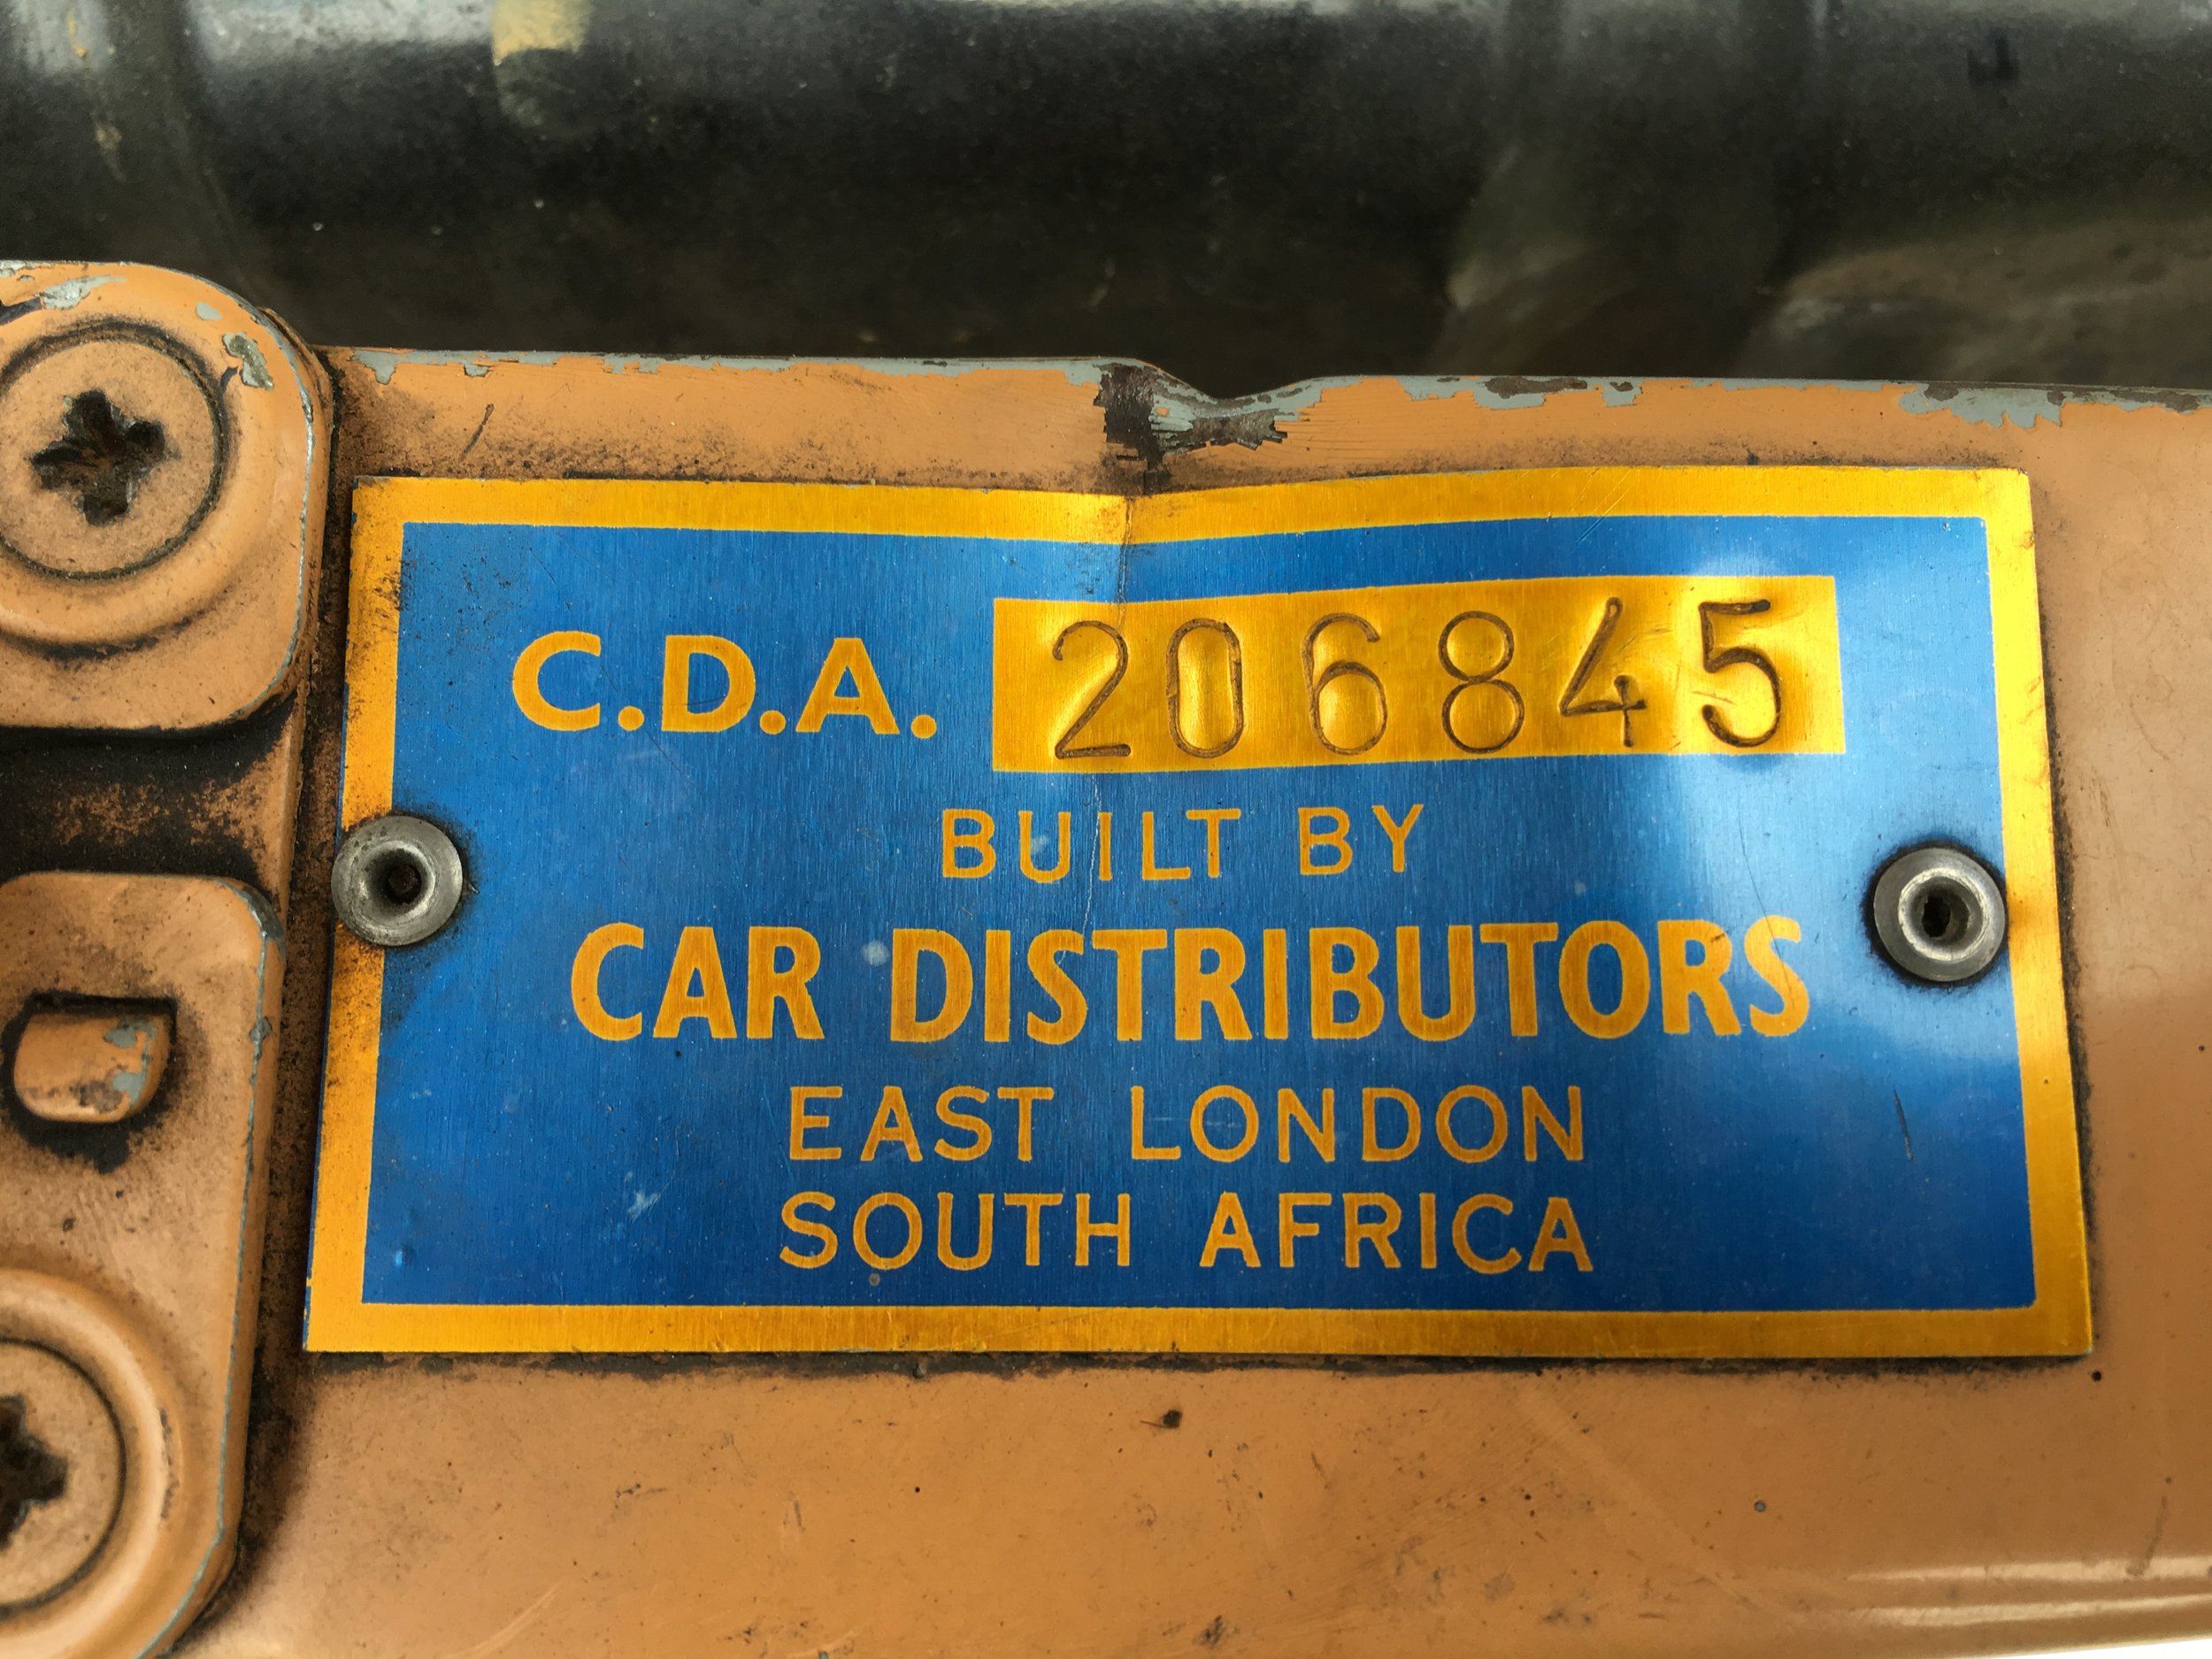 C.D.A. 206845
BUILT BY
CAR DISTRIBUTORS
EAST LONDON
SOUTH AFRICA